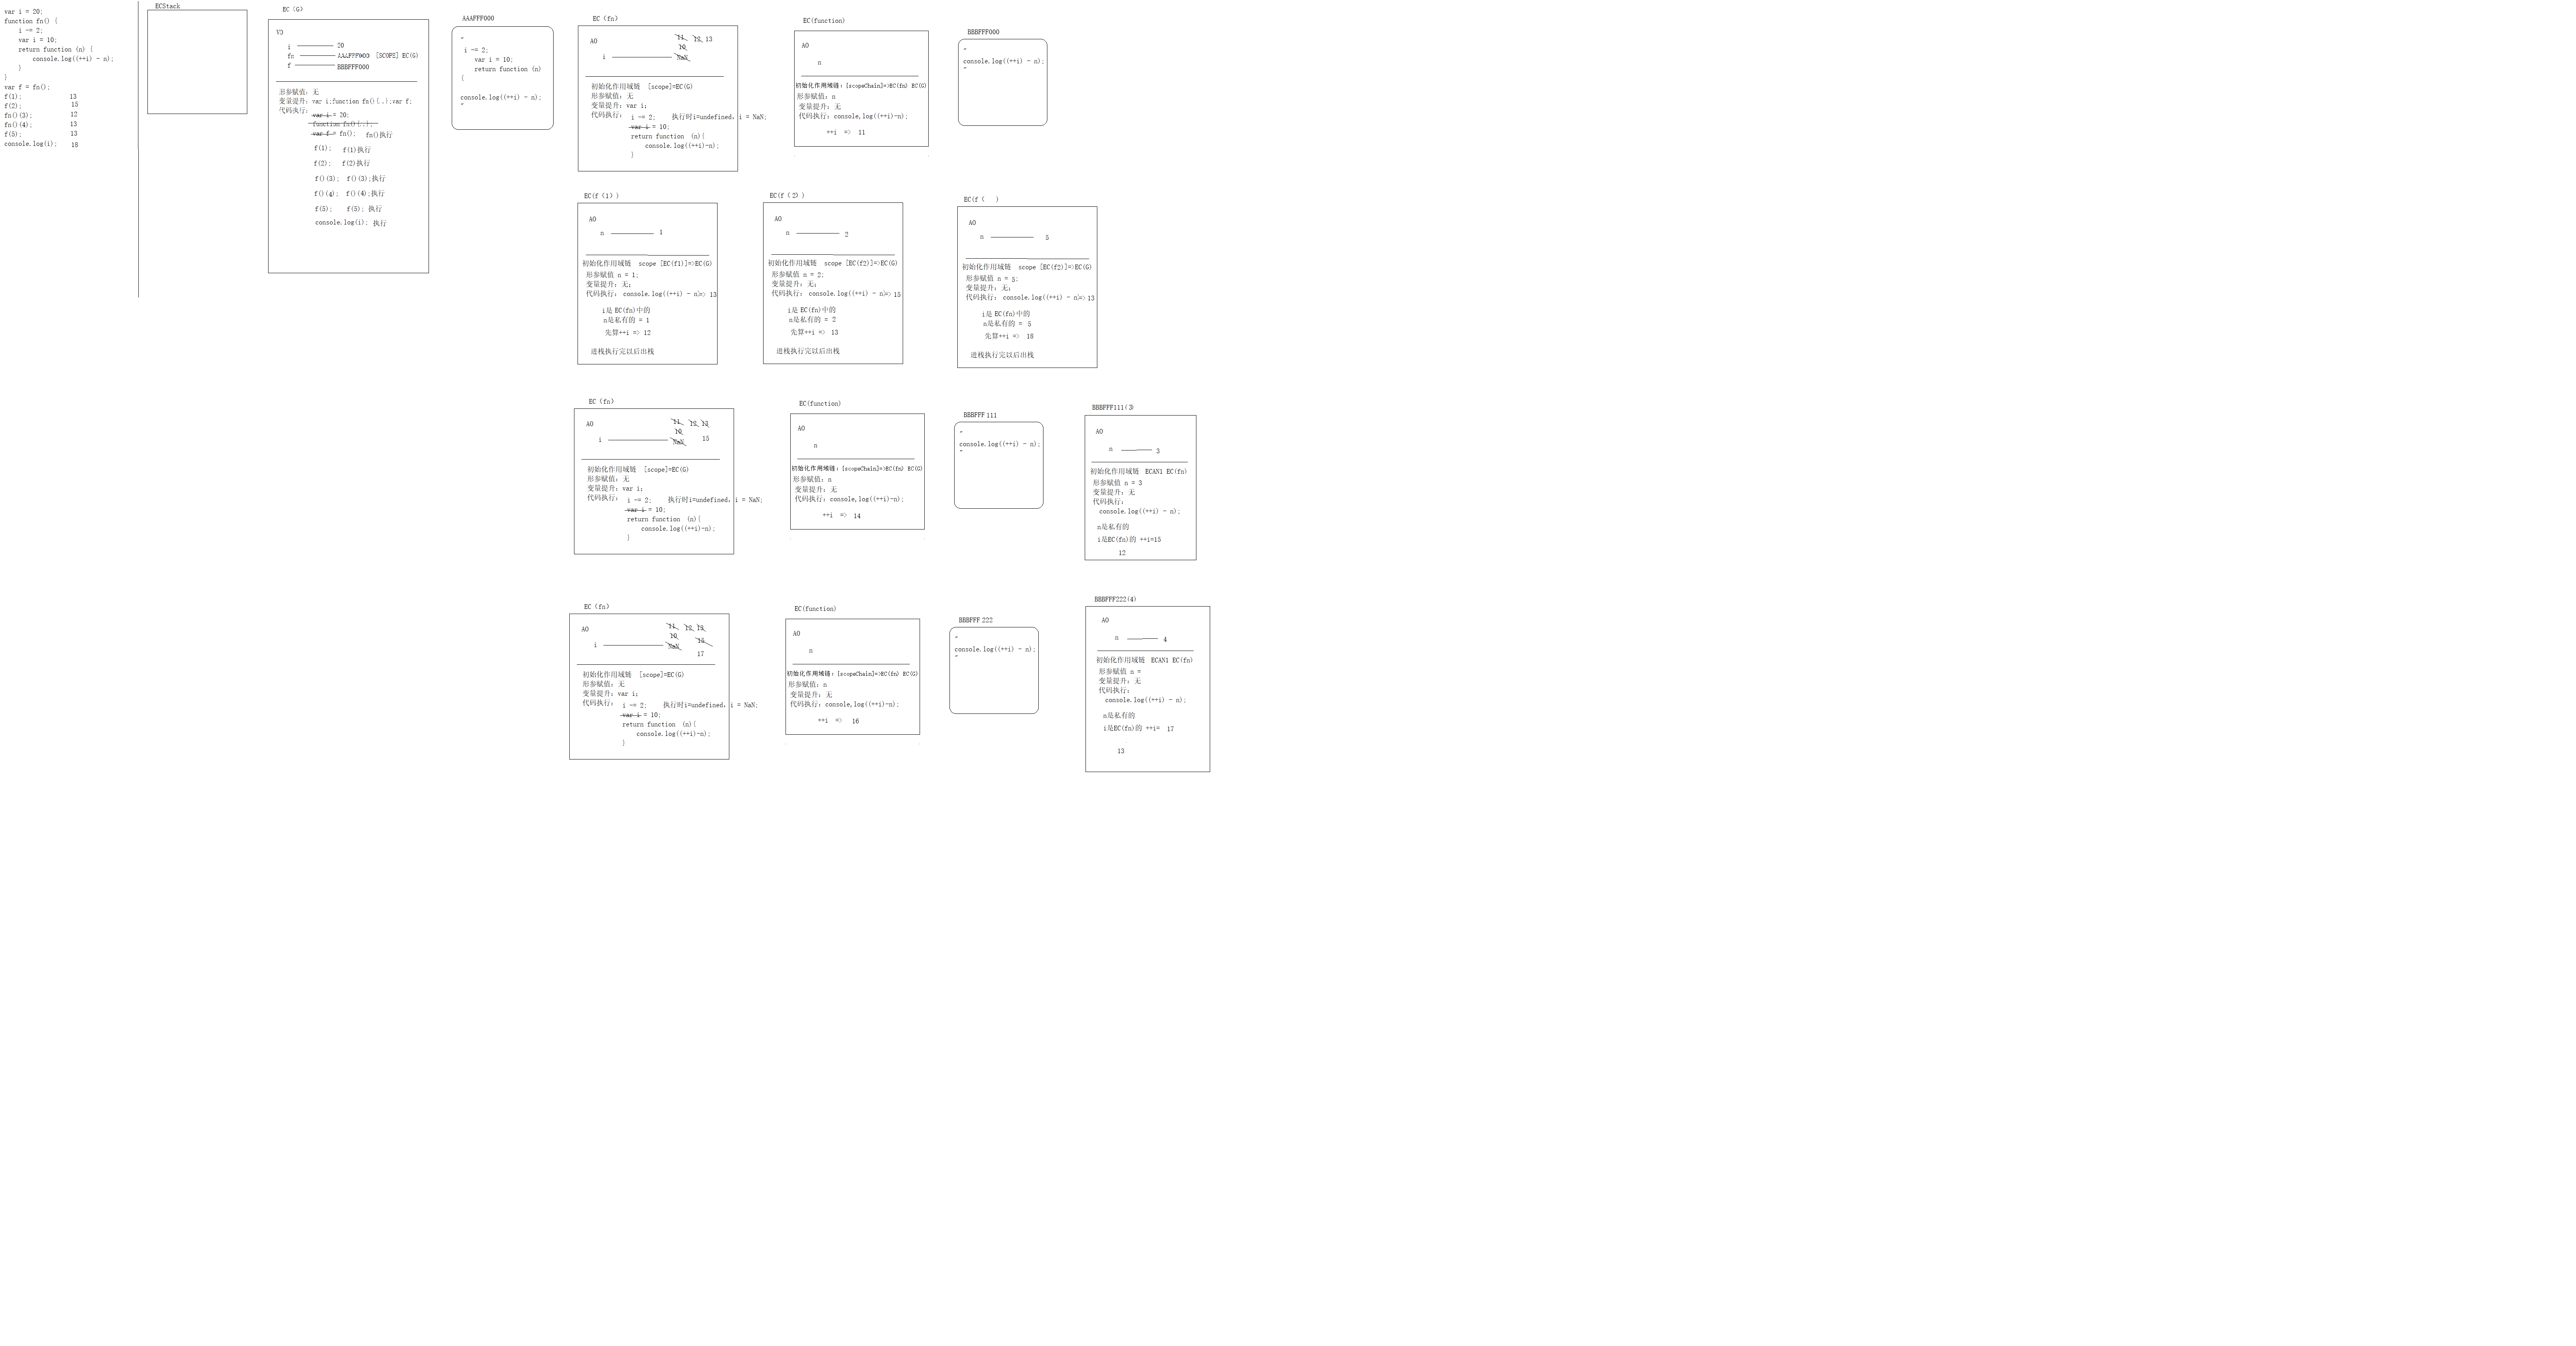 var i = 20;
function fn() {
i -= 2;
var i = 10;
return function (n) {
console.log((++i) - n);
}
}
var f = fn();
f(1); 13
f(2); 15
fn()(3); 12
fn()(4); 13
f(5); 13
console.log(i); 18
ECStack
EC (G)
VO
i 20
fn AAAFFF000 [SCOPE] EC(G)
f BBBFFF000
形参赋值: 无
变量提升: var i;function fn(){..};var f;
代码执行:
var i = 20;
function fn(){..};
var f = fn(); fn()执行
f(1); f(1)执行
f(2); f(2)执行
f()(3); f()(3);执行
f()(4); f()(4);执行
f(5); f(5); 执行
console.log(i); 执行
AAAFFF000
"
i -= 2;
var i = 10;
return function (n)
{
console.log((++i) - n);
"
EC (fn)
AO
11 12 13
10
i NaN
初始化作用域链 [scope]=EC(G)
形参赋值: 无
变量提升: var i;
代码执行: i -= 2; 执行时i=undefined, i = NaN;
var i = 10;
return function (n){
console.log((++i)-n);
}
EC(function)
AO
n
初始化作用域链: [scopeChain]=>EC(fn) EC(G)
形参赋值: n
变量提升: 无
代码执行: console,log((++i)-n);
++i => 11
BBBFFF000
"
console.log((++i) - n);
"
EC(f (1) )
AO
n 1
初始化作用域链 scope [EC(f1)]=>EC(G)
形参赋值 n = 1;
变量提升: 无;
代码执行: console.log((++i) - n)=> 13
i是 EC(fn)中的
n是私有的 = 1
先算++i => 12
进栈执行完以后出栈
EC(f (2) )
AO
n 2
初始化作用域链 scope [EC(f2)]=>EC(G)
形参赋值 n = 2;
变量提升: 无;
代码执行: console.log((++i) - n)=> 15
i是 EC(fn)中的
n是私有的 = 2
先算++i => 13
进栈执行完以后出栈
EC(f ( )
AO
n 5
初始化作用域链 scope [EC(f2)]=>EC(G)
形参赋值 n = 5;
变量提升: 无;
代码执行: console.log((++i) - n)=> 13
i是 EC(fn)中的
n是私有的 = 5
先算++i => 18
进栈执行完以后出栈
EC (fn)
AO
11 12 13
10
i NaN 15
初始化作用域链 [scope]=EC(G)
形参赋值: 无
变量提升: var i;
代码执行: i -= 2; 执行时i=undefined, i = NaN;
var i = 10;
return function (n){
console.log((++i)-n);
}
EC(function)
AO
n
初始化作用域链: [scopeChain]=>EC(fn) EC(G)
形参赋值: n
变量提升: 无
代码执行: console,log((++i)-n);
++i => 14
BBBFFF 111
"
console.log((++i) - n);
"
BBBFFF111(3)
AO
n 3
初始化作用域链 ECAN1 EC(fn)
形参赋值 n = 3
变量提升: 无
代码执行:
console.log((++i) - n);
n是私有的
i是EC(fn)的 ++i=15
12
EC (fn)
AO
11 12 13
10
i NaN 15
17
初始化作用域链 [scope]=EC(G)
形参赋值: 无
变量提升: var i;
代码执行: i -= 2; 执行时i=undefined, i = NaN;
var i = 10;
return function (n){
console.log((++i)-n);
}
EC(function)
AO
n
初始化作用域链: [scopeChain]=>EC(fn) EC(G)
形参赋值: n
变量提升: 无
代码执行: console,log((++i)-n);
++i => 16
BBBFFF 222
"
console.log((++i) - n);
"
BBBFFF222(4)
AO
n 4
初始化作用域链 ECAN1 EC(fn)
形参赋值 n =
变量提升: 无
代码执行:
console.log((++i) - n);
n是私有的
i是EC(fn)的 ++i= 17
13